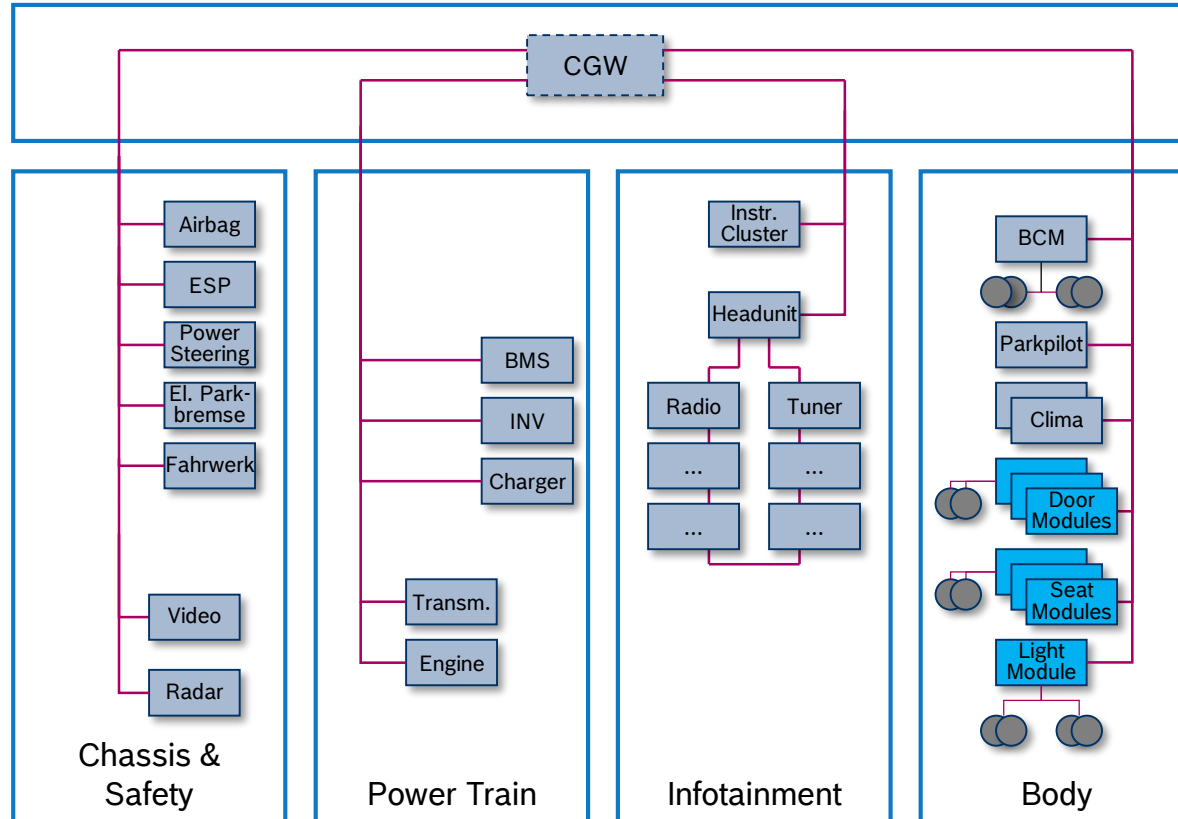 CGW
Airbag
ESP
Power
Steering
El. Park-
bremse
Fahrwerk
Video
Radar
Chassis &
Safety
BMS
INV
Charger
Transm.
Engine
Power Train
Instr.
Cluster
Headunit
Radio
Tuner
...
...
...
...
Infotainment
BCM
Parkpilot
Clima
Door
Modules
Seat
Modules
Light
Module
Body